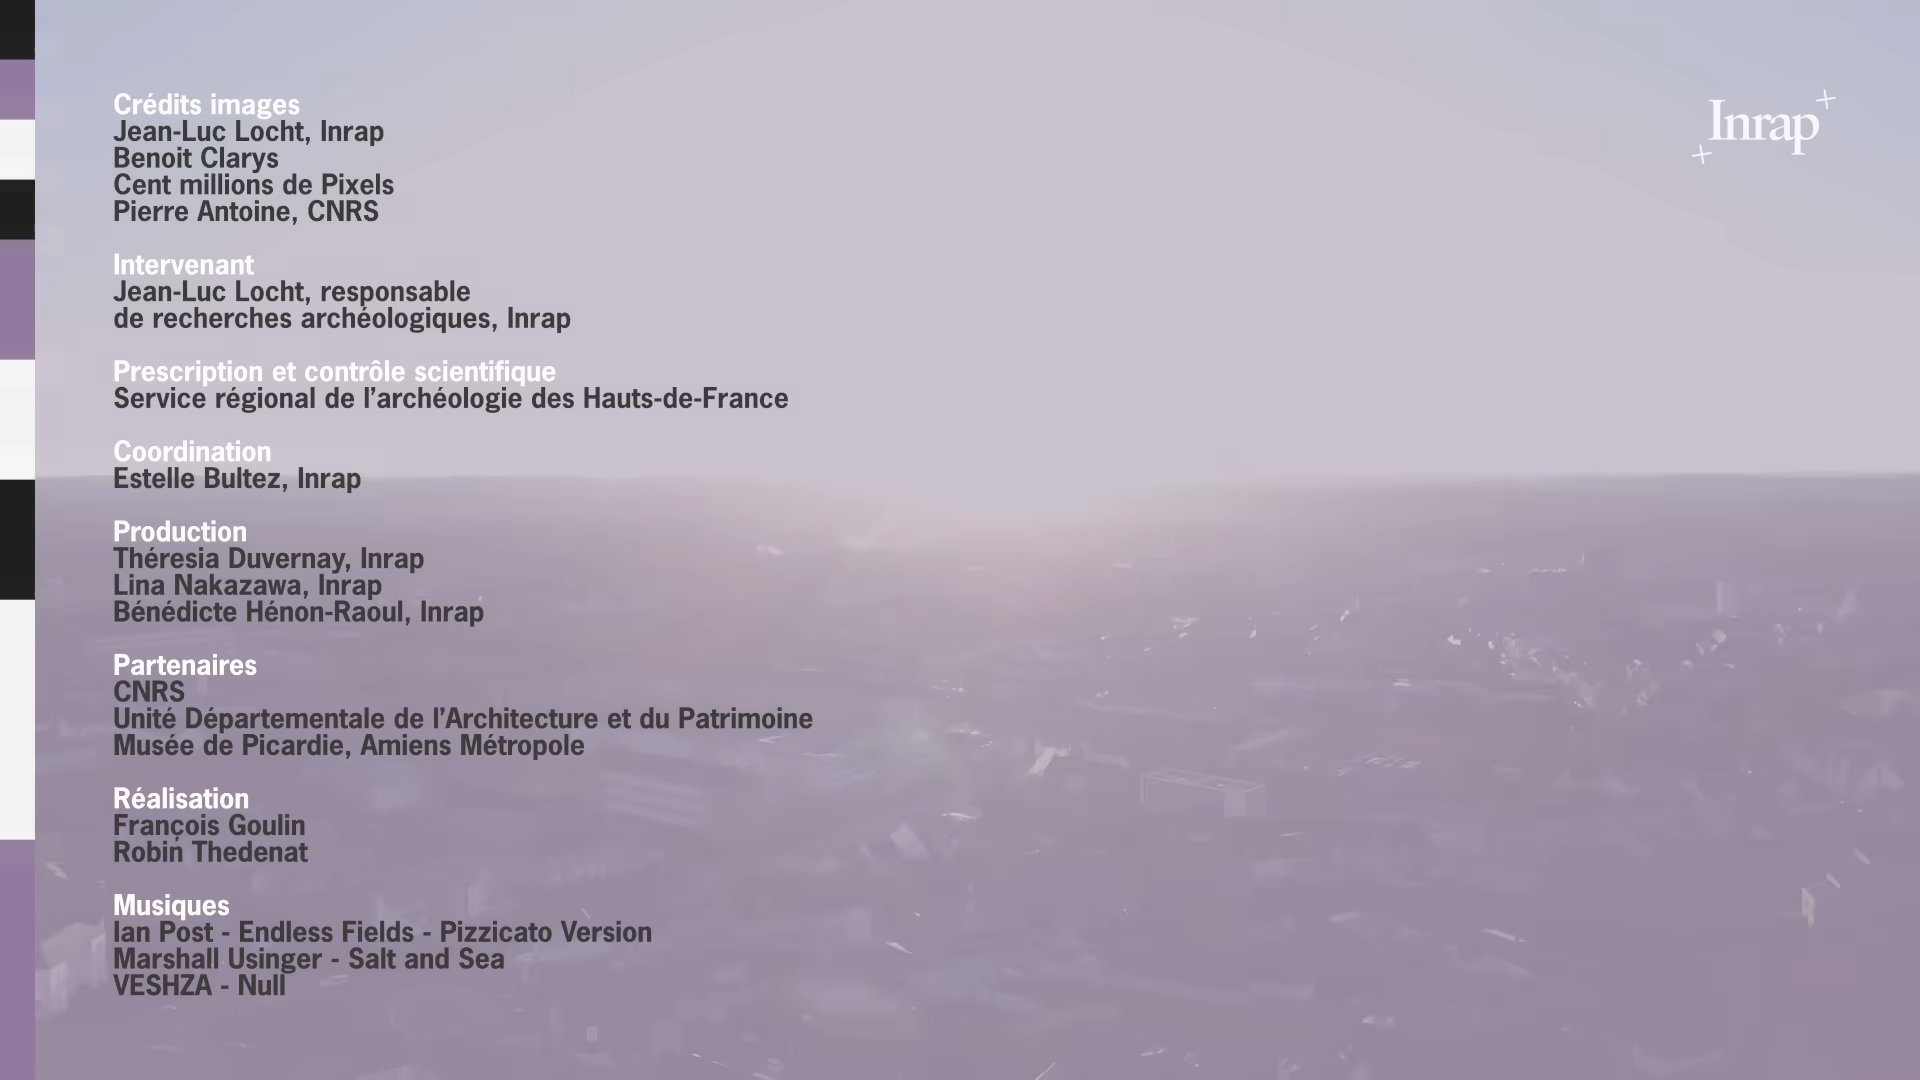 Crédits images
Jean-Luc Locht, Inrap
Benoit Clarys
Cent millions de Pixels
Pierre Antoine, CNRS
Intervenant
Jean-Luc Locht, responsable
de recherches archéologiques, Inrap
Prescription et contrôle scientifique
Service régional de l’archéologie des Hauts-de-France
Coordination
Estelle Bultez, Inrap
Production
Théresia Duvernay, Inrap
Lina Nakazawa, Inrap
Bénédicte Hénon-Raoul, Inrap
Partenaires
CNRS
Unité Départementale de l’Architecture et du Patrimoine
Musée de Picardie, Amiens Métropole
Réalisation
François Goulin
Robin Thedenat
Musiques
Ian Post - Endless Fields - Pizzicato Version
Marshall Usinger - Salt and Sea
VESHZA - Null
Inrap